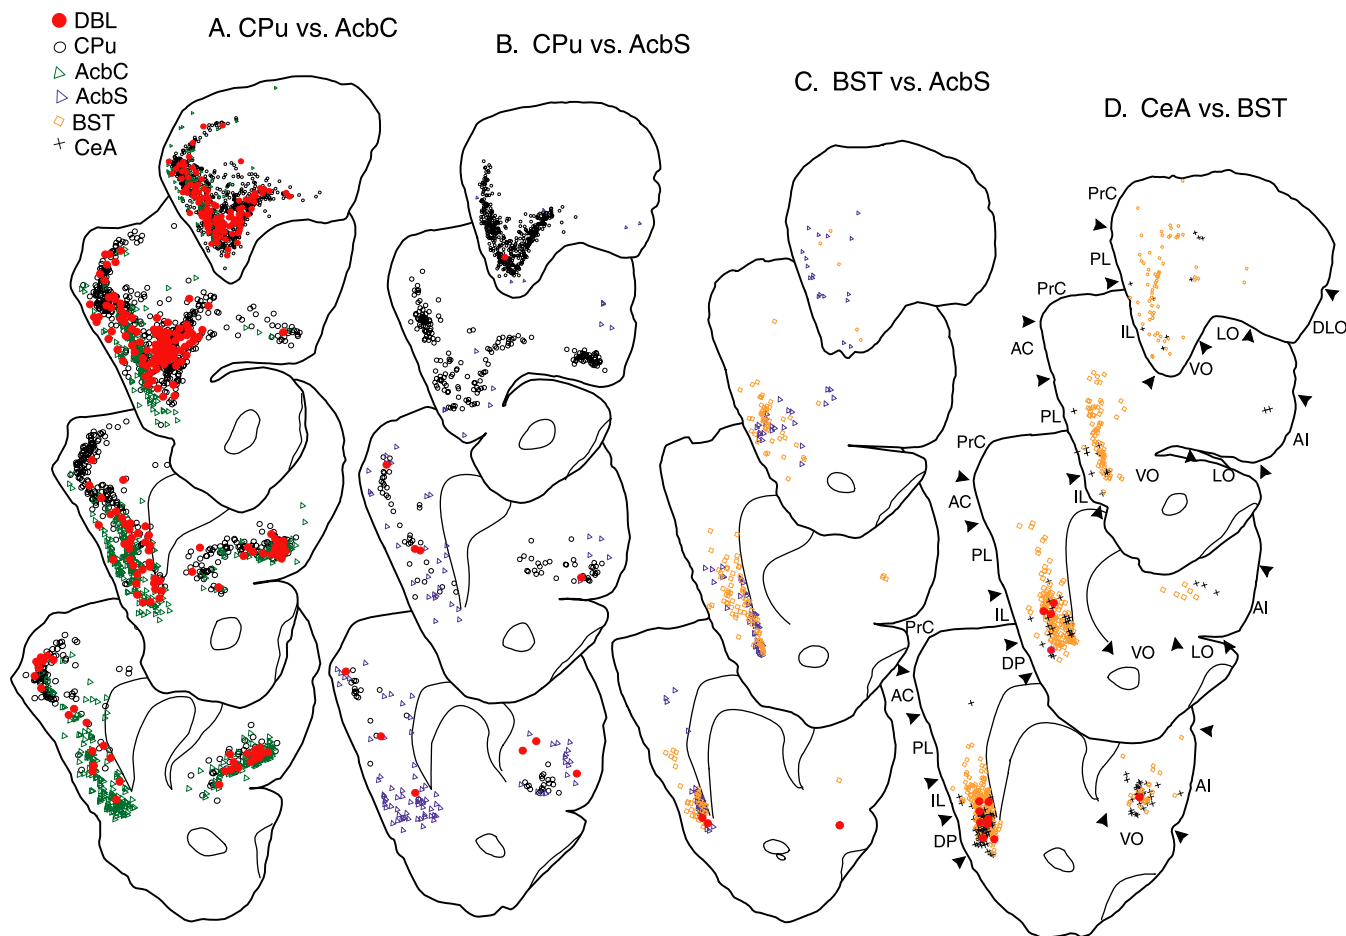 DBL
CPu
AcbC
AcbS
BST
CeA
A. CPu vs. AcbC
B. CPu vs. AcbS
C. BST vs. AcbS
D. CeA vs. BST
PrC
PL
IL
VO
LO
DLO
PrC
AC
PL
IL
VO
LO
AI
PrC
AC
PL
IL
DP
VO
LO
AI
PrC
AC
PL
IL
DP
VO
AI